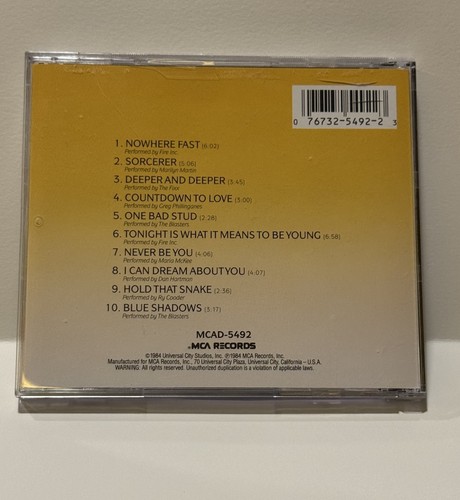 0 76732-5492-2 3
1. NOWHERE FAST (6:02)
Performed by Fire Inc.
2. SORCERER (5:06)
Performed by Marilyn Martin
3. DEEPER AND DEEPER (3:45)
Performed by The Fixx
4. COUNTDOWN TO LOVE (3:00)
Performed by Greg Phillinganes
5. ONE BAD STUD (2:28)
Performed by The Blasters
6. TONIGHT IS WHAT IT MEANS TO BE YOUNG (6:58)
Performed by Fire Inc.
7. NEVER BE YOU (4:06)
Performed by Maria McKee
8. I CAN DREAM ABOUT YOU (4:07)
Performed by Dan Hartman
9. HOLD THAT SNAKE (2:36)
Performed by Ry Cooder
10. BLUE SHADOWS (3:17)
Performed by The Blasters
MCAD-5492
MCA RECORDS
©1984 Universal City Studios, Inc. ℗1984 MCA Records, Inc.
Manufactured for MCA Records, Inc., 70 Universal City Plaza, Universal City, California – U.S.A.
WARNING: All rights reserved. Unauthorized duplication is a violation of applicable laws.